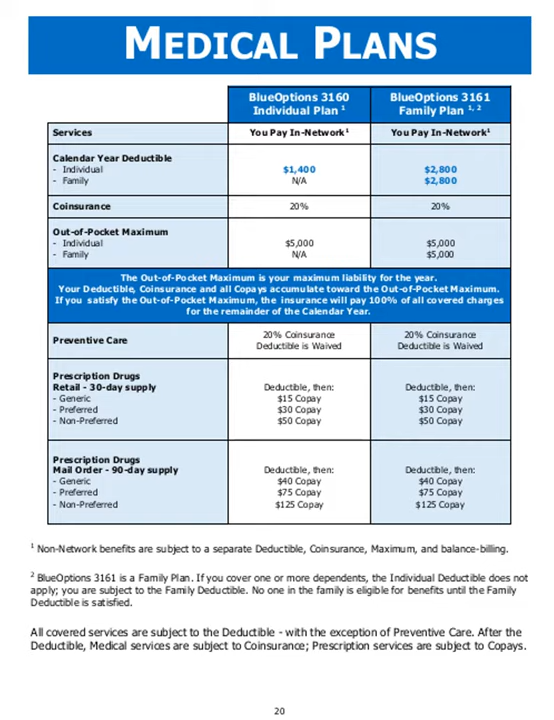 MEDICAL PLANS
BlueOptions 3160 BlueOptions 3161
Individual Plan 1 Family Plan 1, 2
Services You Pay In-Network1 You Pay In-Network1
Calendar Year Deductible
- Individual $1,400 $2,800
- Family N/A $2,800
Coinsurance 20% 20%
Out-of-Pocket Maximum
- Individual $5,000 $5,000
- Family N/A $5,000
The Out-of-Pocket Maximum is your maximum liability for the year.
Your Deductible, Coinsurance and all Copays accumulate toward the Out-of-Pocket Maximum.
If you satisfy the Out-of-Pocket Maximum, the insurance will pay 100% of all covered charges
for the remainder of the Calendar Year.
Preventive Care 20% Coinsurance 20% Coinsurance
Deductible is Waived Deductible is Waived
Prescription Drugs
Retail - 30-day supply Deductible, then: Deductible, then:
- Generic $15 Copay $15 Copay
- Preferred $30 Copay $30 Copay
- Non-Preferred $50 Copay $50 Copay
Prescription Drugs
Mail Order - 90-day supply Deductible, then: Deductible, then:
- Generic $40 Copay $40 Copay
- Preferred $75 Copay $75 Copay
- Non-Preferred $125 Copay $125 Copay
1 Non-Network benefits are subject to a separate Deductible, Coinsurance, Maximum, and balance-billing.
2 BlueOptions 3161 is a Family Plan. If you cover one or more dependents, the Individual Deductible does not
apply; you are subject to the Family Deductible. No one in the family is eligible for benefits until the Family
Deductible is satisfied.
All covered services are subject to the Deductible - with the exception of Preventive Care. After the
Deductible, Medical services are subject to Coinsurance; Prescription services are subject to Copays.
20